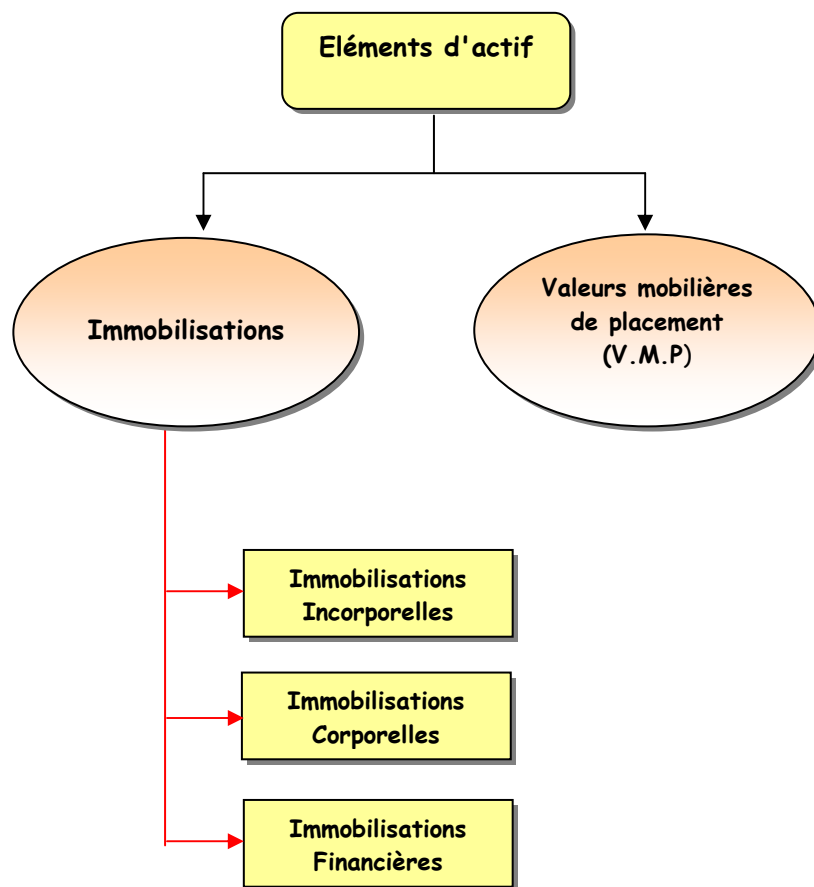 Eléments d'actif
Immobilisations
Valeurs mobilières
de placement
(V.M.P)
Immobilisations
Incorporelles
Immobilisations
Corporelles
Immobilisations
Financières